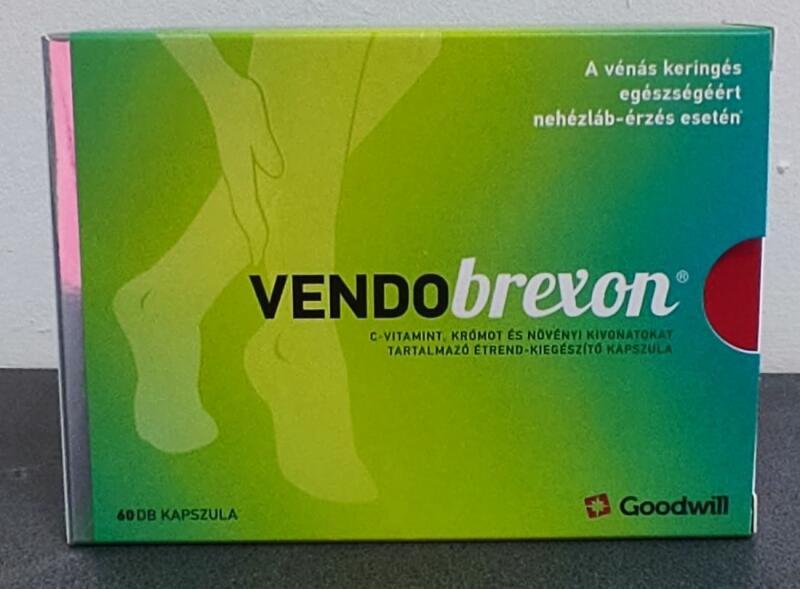 A vénás keringés
egészségéért
nehézláb-érzés esetén*
VENDObrexon®
C-VITAMINT, KRÓMOT ÉS NÖVÉNYI KIVONATOKAT
TARTALMAZÓ ÉTREND-KIEGÉSZÍTŐ KAPSZULA
60 DB KAPSZULA
Goodwill